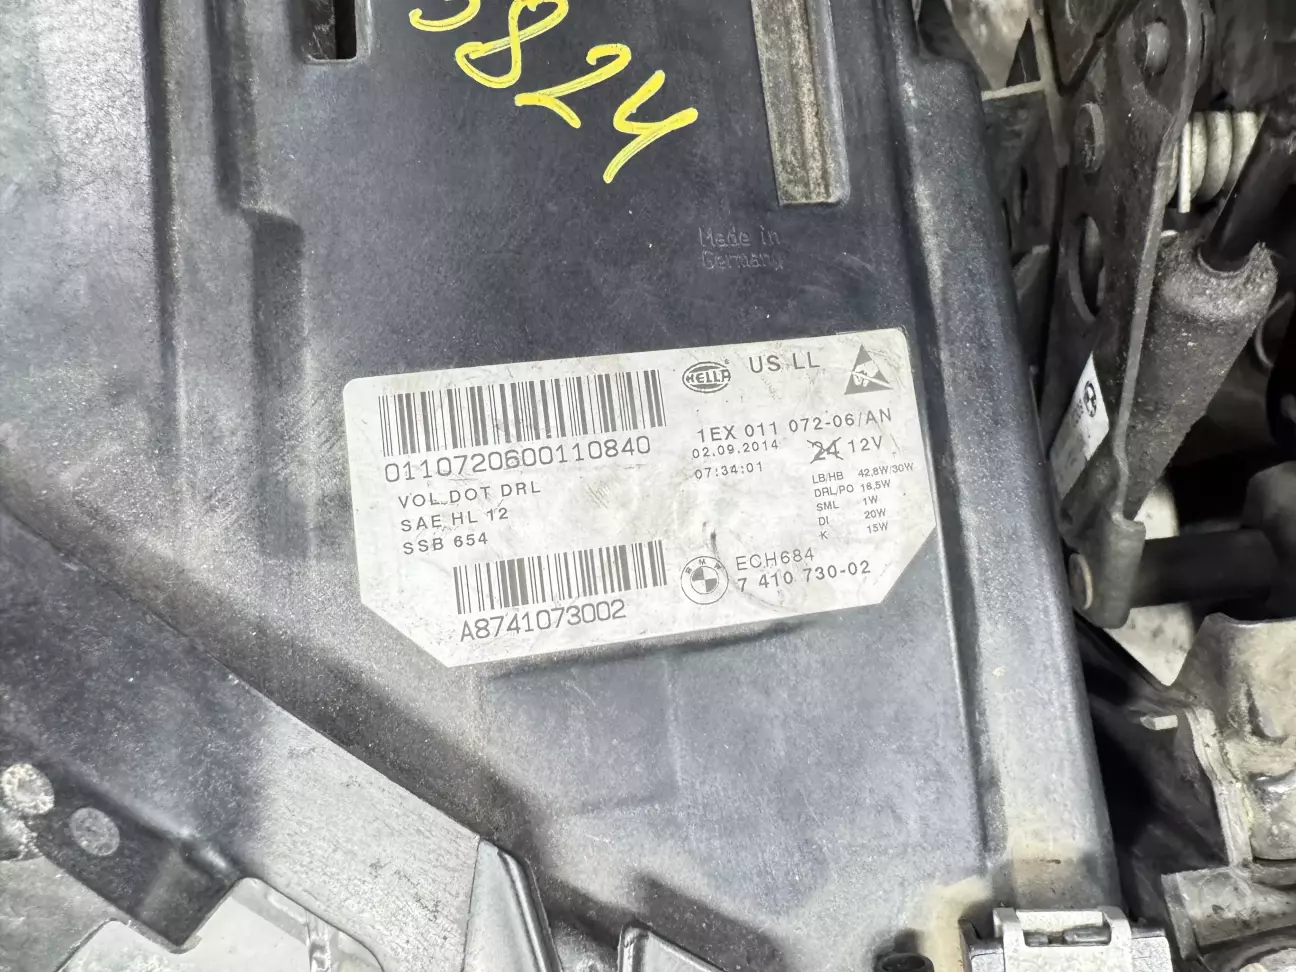 3824
Made in
Germany
HELLA
US LL
0110720600110840
1EX 011 072-06/AN
02.09.2014
24 12V
07:34:01
VOL DOT DRL
SAE HL 12
SSB 654
LB/HB 42,8W/30W
DRL/PO 16,5W
SML 1W
DI 20W
K 15W
A8741073002
BMW
ECH684
7 410 730-02